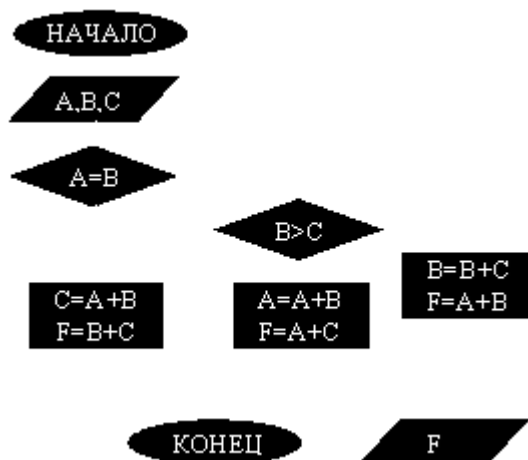 НАЧАЛО
A,B,C
A=B
B>C
B=B+C
F=A+B
C=A+B
F=B+C
A=A+B
F=A+C
КОНЕЦ
F